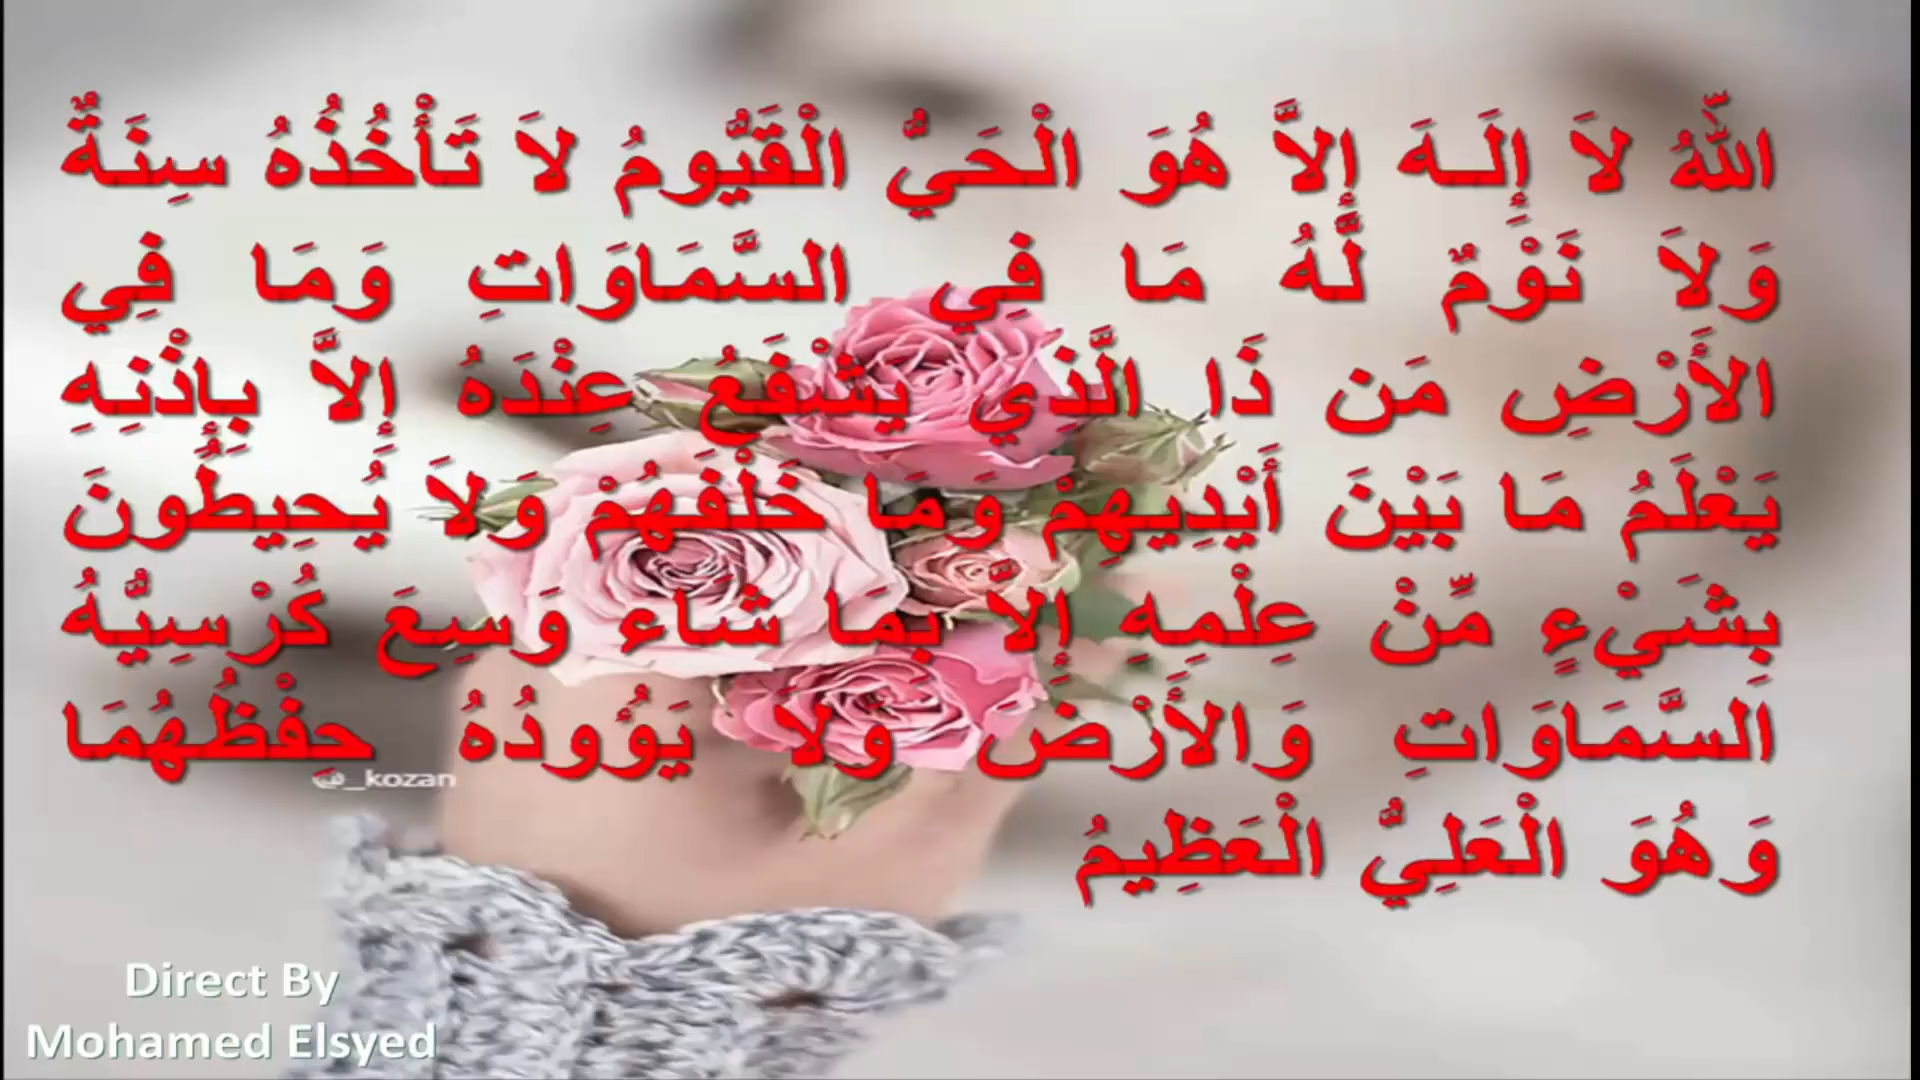 اللّهُ لاَ إِلَـهَ إِلاَّ هُوَ الْحَيُّ الْقَيُّومُ لاَ تَأْخُذُهُ سِنَةٌ
وَلاَ نَوْمٌ لَّهُ مَا فِي السَّمَاوَاتِ وَمَا فِي
الأَرْضِ مَن ذَا الَّذِي يَشْفَعُ عِنْدَهُ إِلاَّ بِإِذْنِهِ
يَعْلَمُ مَا بَيْنَ أَيْدِيهِمْ وَمَا خَلْفَهُمْ وَلاَ يُحِيطُونَ
بِشَيْءٍ مِّنْ عِلْمِهِ إِلاَّ بِمَا شَاء وَسِعَ كُرْسِيُّهُ
السَّمَاوَاتِ وَالأَرْضَ وَلاَ يَؤُودُهُ حِفْظُهُمَا
وَهُوَ الْعَلِيُّ الْعَظِيمُ
@_kozan
Direct By
Mohamed Elsyed